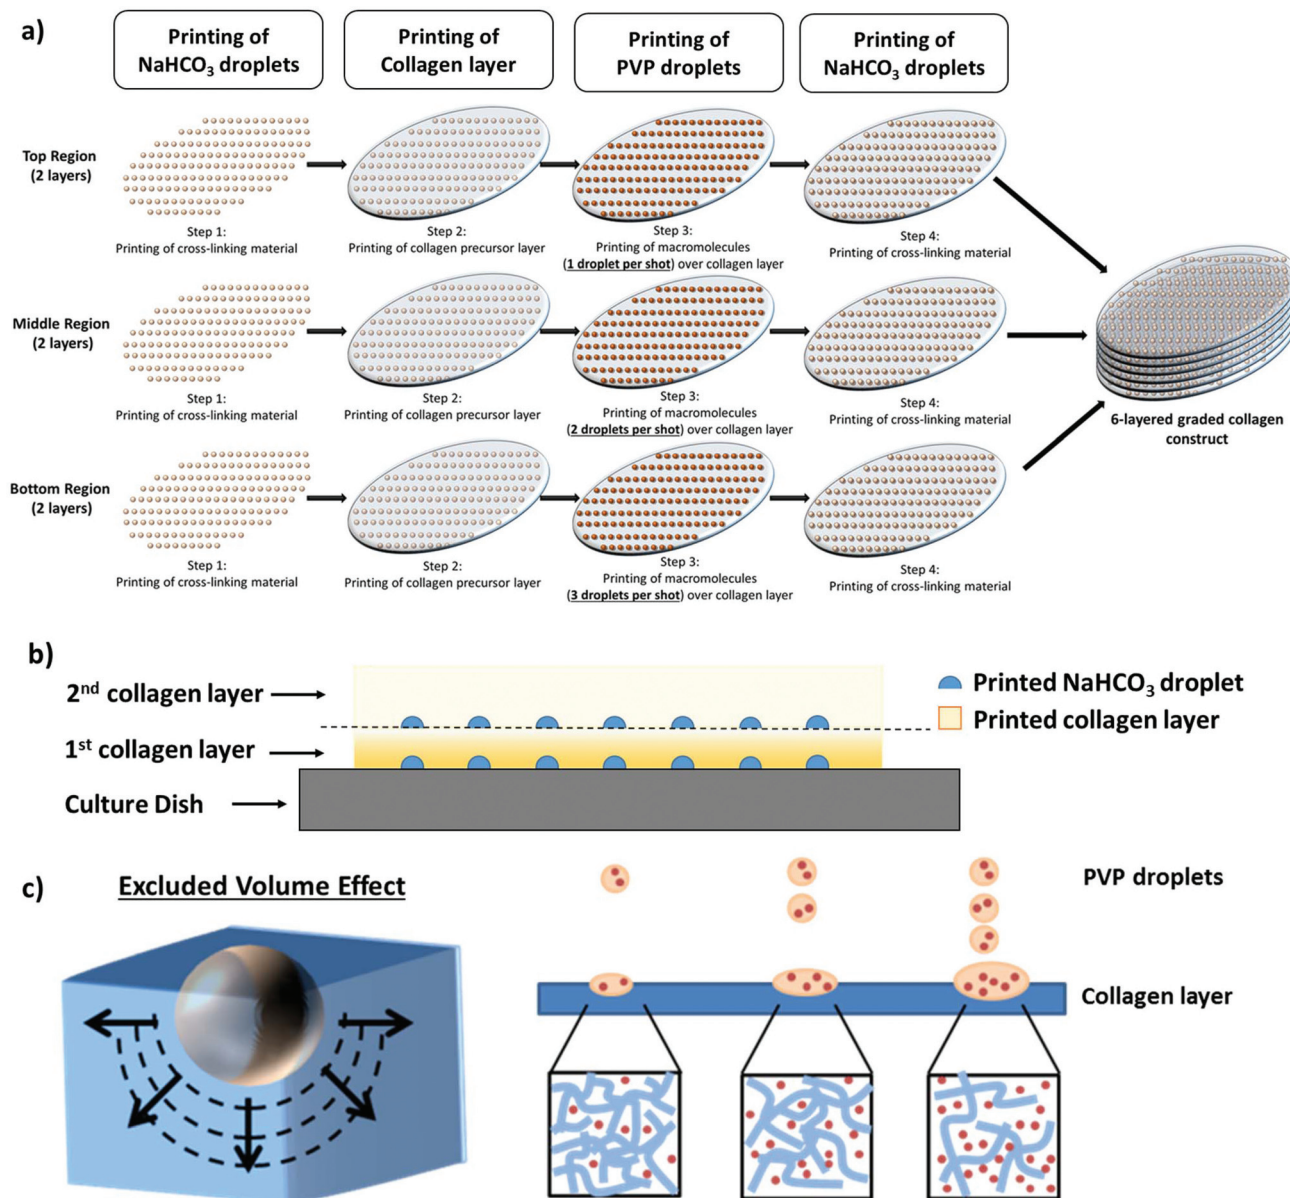 a)
Printing of
NaHCO₃ droplets
Printing of
Collagen layer
Printing of
PVP droplets
Printing of
NaHCO₃ droplets
Top Region
(2 layers)
Step 1:
Printing of cross-linking material
Step 2:
Printing of collagen precursor layer
Step 3:
Printing of macromolecules
(1 droplet per shot) over collagen layer
Step 4:
Printing of cross-linking material
Middle Region
(2 layers)
Step 1:
Printing of cross-linking material
Step 2:
Printing of collagen precursor layer
Step 3:
Printing of macromolecules
(2 droplets per shot) over collagen layer
Step 4:
Printing of cross-linking material
6-layered graded collagen
construct
Bottom Region
(2 layers)
Step 1:
Printing of cross-linking material
Step 2:
Printing of collagen precursor layer
Step 3:
Printing of macromolecules
(3 droplets per shot) over collagen layer
Step 4:
Printing of cross-linking material
b)
2nd collagen layer
1st collagen layer
Culture Dish
Printed NaHCO₃ droplet
Printed collagen layer
c)
Excluded Volume Effect
PVP droplets
Collagen layer